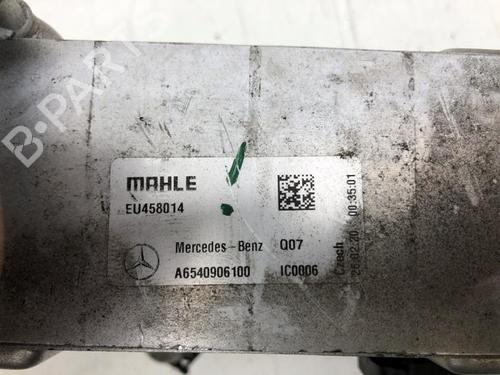 B-PARTS
MAHLE
EU458014
Mercedes-Benz Q07
A6540906100 IC0006
Czech
26.02.20 00:35:01